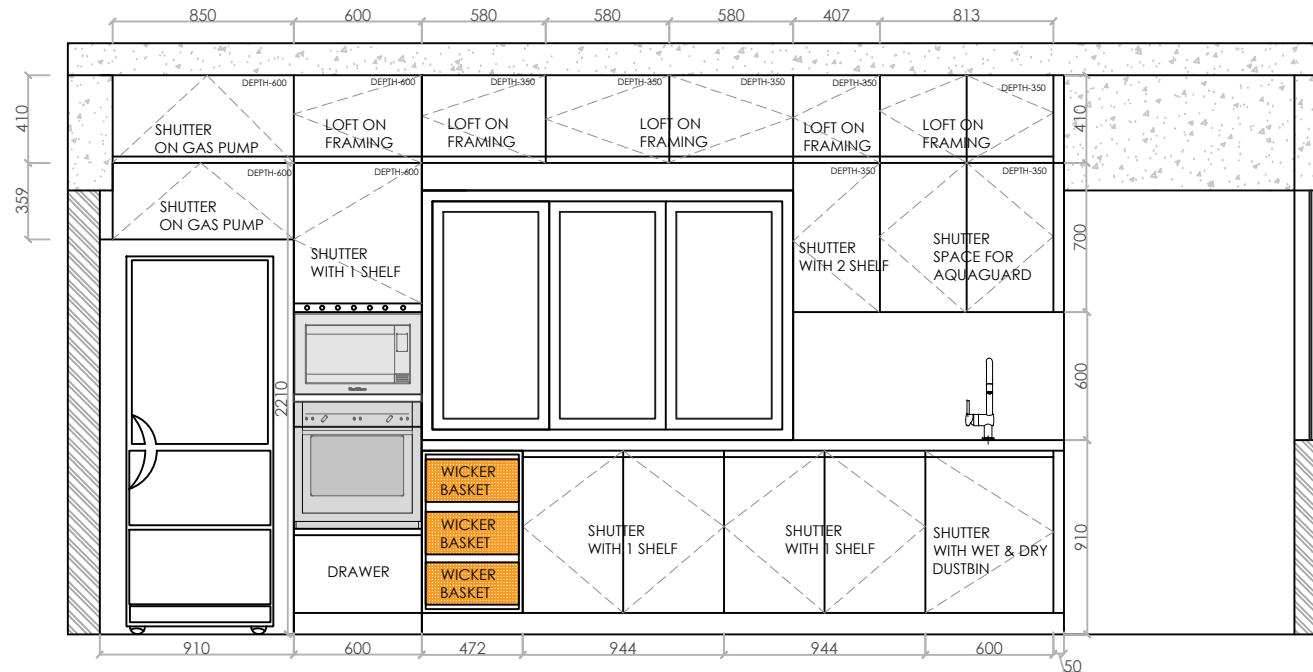 850 600 580 580 580 407 813
DEPTH-600 DEPTH-600 DEPTH-350 DEPTH-350 DEPTH-350 DEPTH-350 DEPTH-350
410
SHUTTER
ON GAS PUMP
LOFT ON
FRAMING
LOFT ON
FRAMING
LOFT ON
FRAMING
LOFT ON
FRAMING
LOFT ON
FRAMING
410
DEPTH-600 DEPTH-600 DEPTH-350 DEPTH-350
359
SHUTTER
ON GAS PUMP
SHUTTER
WITH 1 SHELF
SHUTTER
WITH 2 SHELF
SHUTTER
SPACE FOR
AQUAGUARD
700
2210
600
WICKER
BASKET
WICKER
BASKET
WICKER
BASKET
DRAWER
SHUTTER
WITH 1 SHELF
SHUTTER
WITH 1 SHELF
SHUTTER
WITH WET & DRY
DUSTBIN
910
910 600 472 944 944 600
50